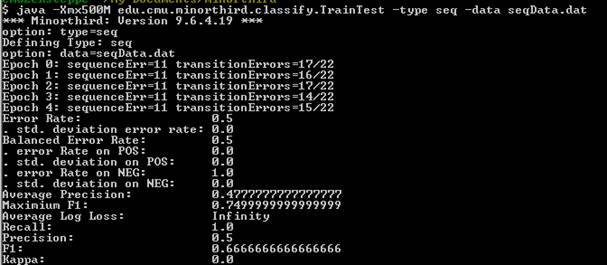 $ java -Xmx500M edu.cmu.minorthird.classify.TrainTest -type seq -data seqData.dat
*** Minorthird: Version 9.6.4.19 ***
option: type=seq
Defining Type: seq
option: data=seqData.dat
Epoch 0: sequenceErr=11 transitionErrors=17/22
Epoch 1: sequenceErr=11 transitionErrors=16/22
Epoch 2: sequenceErr=11 transitionErrors=17/22
Epoch 3: sequenceErr=11 transitionErrors=14/22
Epoch 4: sequenceErr=11 transitionErrors=15/22
Error Rate: 0.5
. std. deviation error rate: 0.0
Balanced Error Rate: 0.5
. error Rate on POS: 0.0
. std. deviation on POS: 0.0
. error Rate on NEG: 1.0
. std. deviation on NEG: 0.0
Average Precision: 0.4777777777777777
Maximium F1: 0.7499999999999999
Average Log Loss: Infinity
Recall: 1.0
Precision: 0.5
F1: 0.6666666666666666
Kappa: 0.0